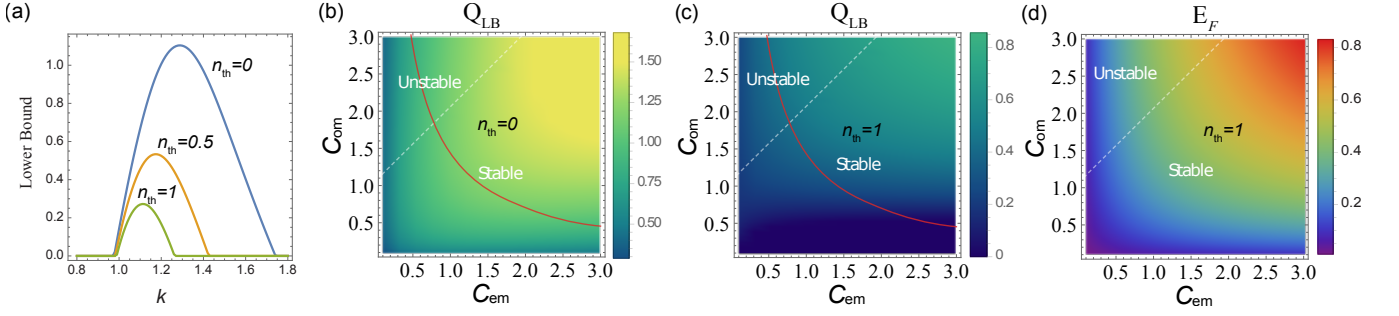 (a)
Lower Bound
1.0
0.8
0.6
0.4
0.2
0.0
n_th=0
n_th=0.5
n_th=1
0.8 1.0 1.2 1.4 1.6 1.8
k
(b)
Q_LB
C_om
3.0
2.5
2.0
1.5
1.0
0.5
Unstable
n_th=0
Stable
0.5 1.0 1.5 2.0 2.5 3.0
C_em
1.50
1.25
1.00
0.75
0.50
(c)
Q_LB
C_om
3.0
2.5
2.0
1.5
1.0
0.5
Unstable
n_th=1
Stable
0.5 1.0 1.5 2.0 2.5 3.0
C_em
0.8
0.6
0.4
0.2
0
(d)
E_F
C_om
3.0
2.5
2.0
1.5
1.0
0.5
Unstable
n_th=1
Stable
0.5 1.0 1.5 2.0 2.5 3.0
C_em
0.8
0.6
0.4
0.2